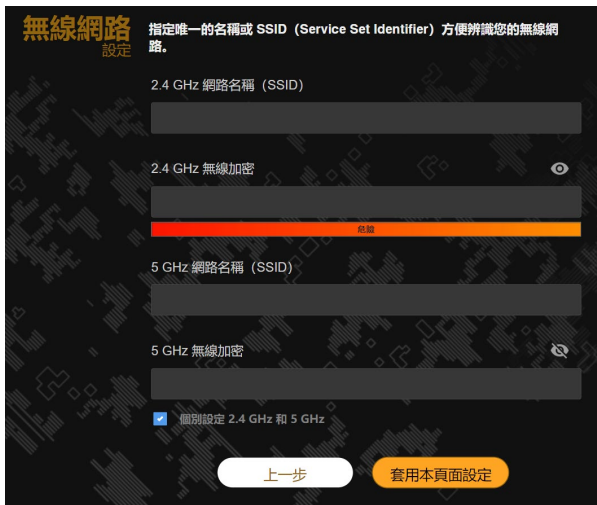 無線網路
設定
指定唯一的名稱或 SSID（Service Set Identifier）方便辨識您的無線網
路。
2.4 GHz 網路名稱（SSID）
2.4 GHz 無線加密
危險
5 GHz 網路名稱（SSID）
5 GHz 無線加密
個別設定 2.4 GHz 和 5 GHz
上一步
套用本頁面設定